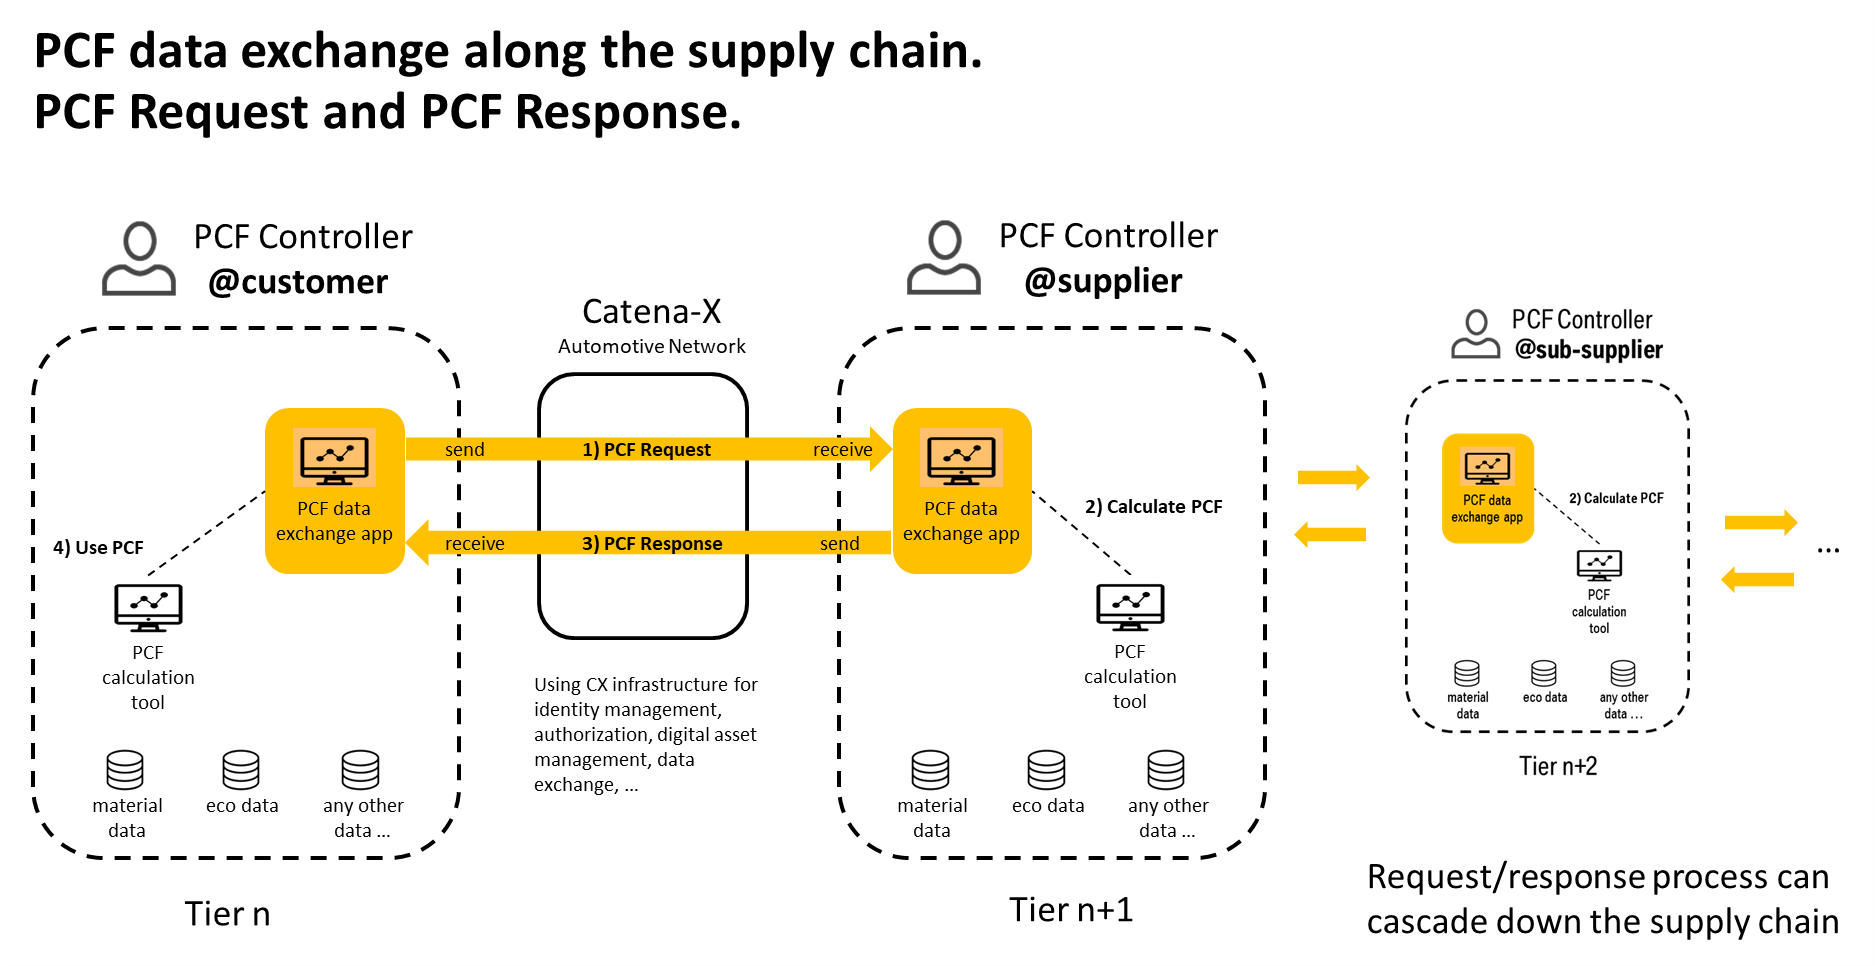 PCF data exchange along the supply chain.
PCF Request and PCF Response.
PCF Controller
@customer
Catena-X
Automotive Network
PCF Controller
@supplier
PCF Controller
@sub-supplier
send
1) PCF Request
receive
PCF data
exchange app
receive
3) PCF Response
send
PCF data
exchange app
4) Use PCF
PCF
calculation
tool
material
data
eco data
any other
data ...
Tier n
Using CX infrastructure for
identity management,
authorization, digital asset
management, data
exchange, ...
2) Calculate PCF
PCF
calculation
tool
material
data
eco data
any other
data ...
Tier n+1
PCF data
exchange app
2) Calculate PCF
PCF
calculation
tool
material
data
eco data
any other
data ...
Tier n+2
...
Request/response process can
cascade down the supply chain